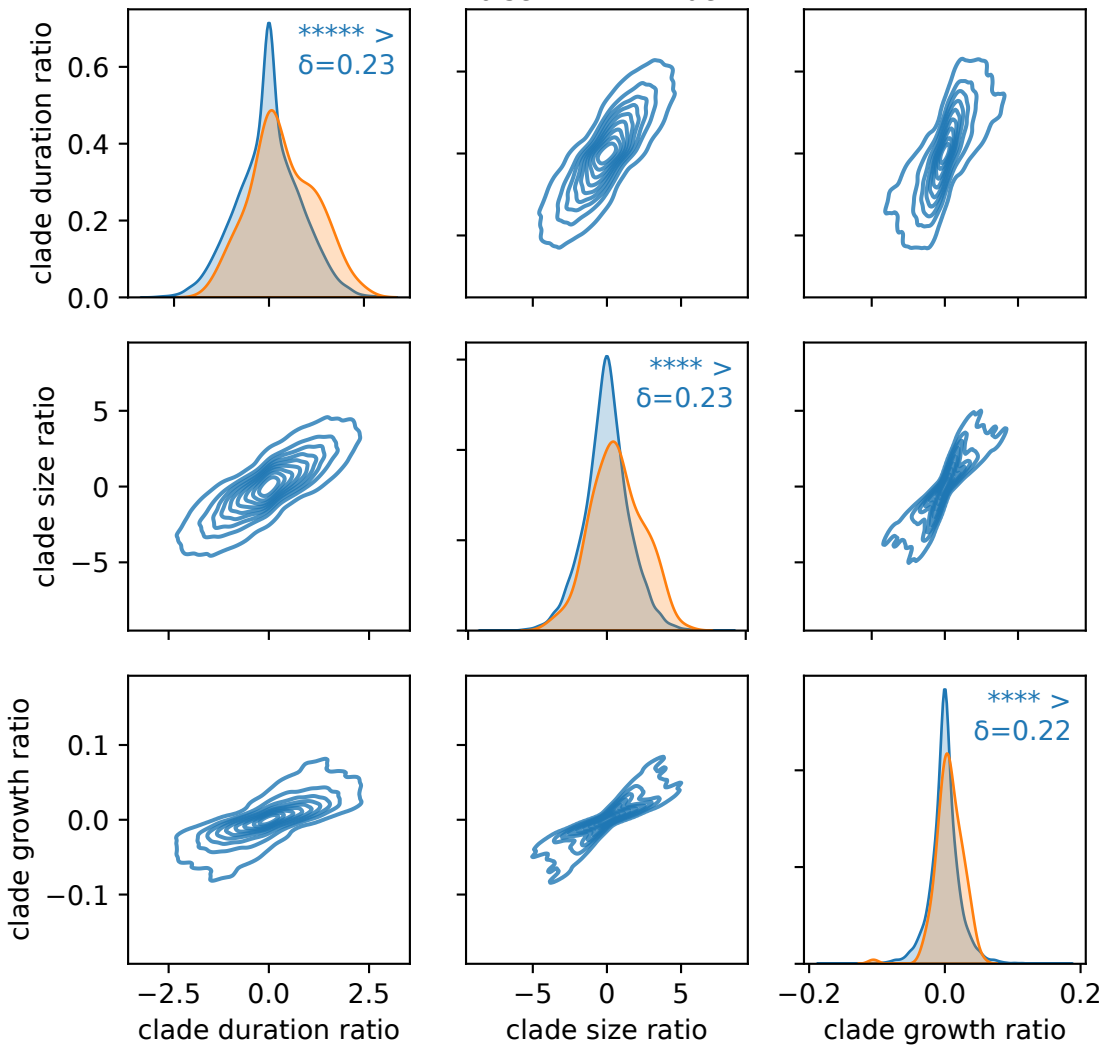 clade duration ratio
0.6
0.4
0.2
0.0
***** >
δ=0.23
clade size ratio
5
0
−5
**** >
δ=0.23
clade growth ratio
0.1
0.0
−0.1
**** >
δ=0.22
−2.5 0.0 2.5
clade duration ratio
−5 0 5
clade size ratio
−0.2 0.0 0.2
clade growth ratio